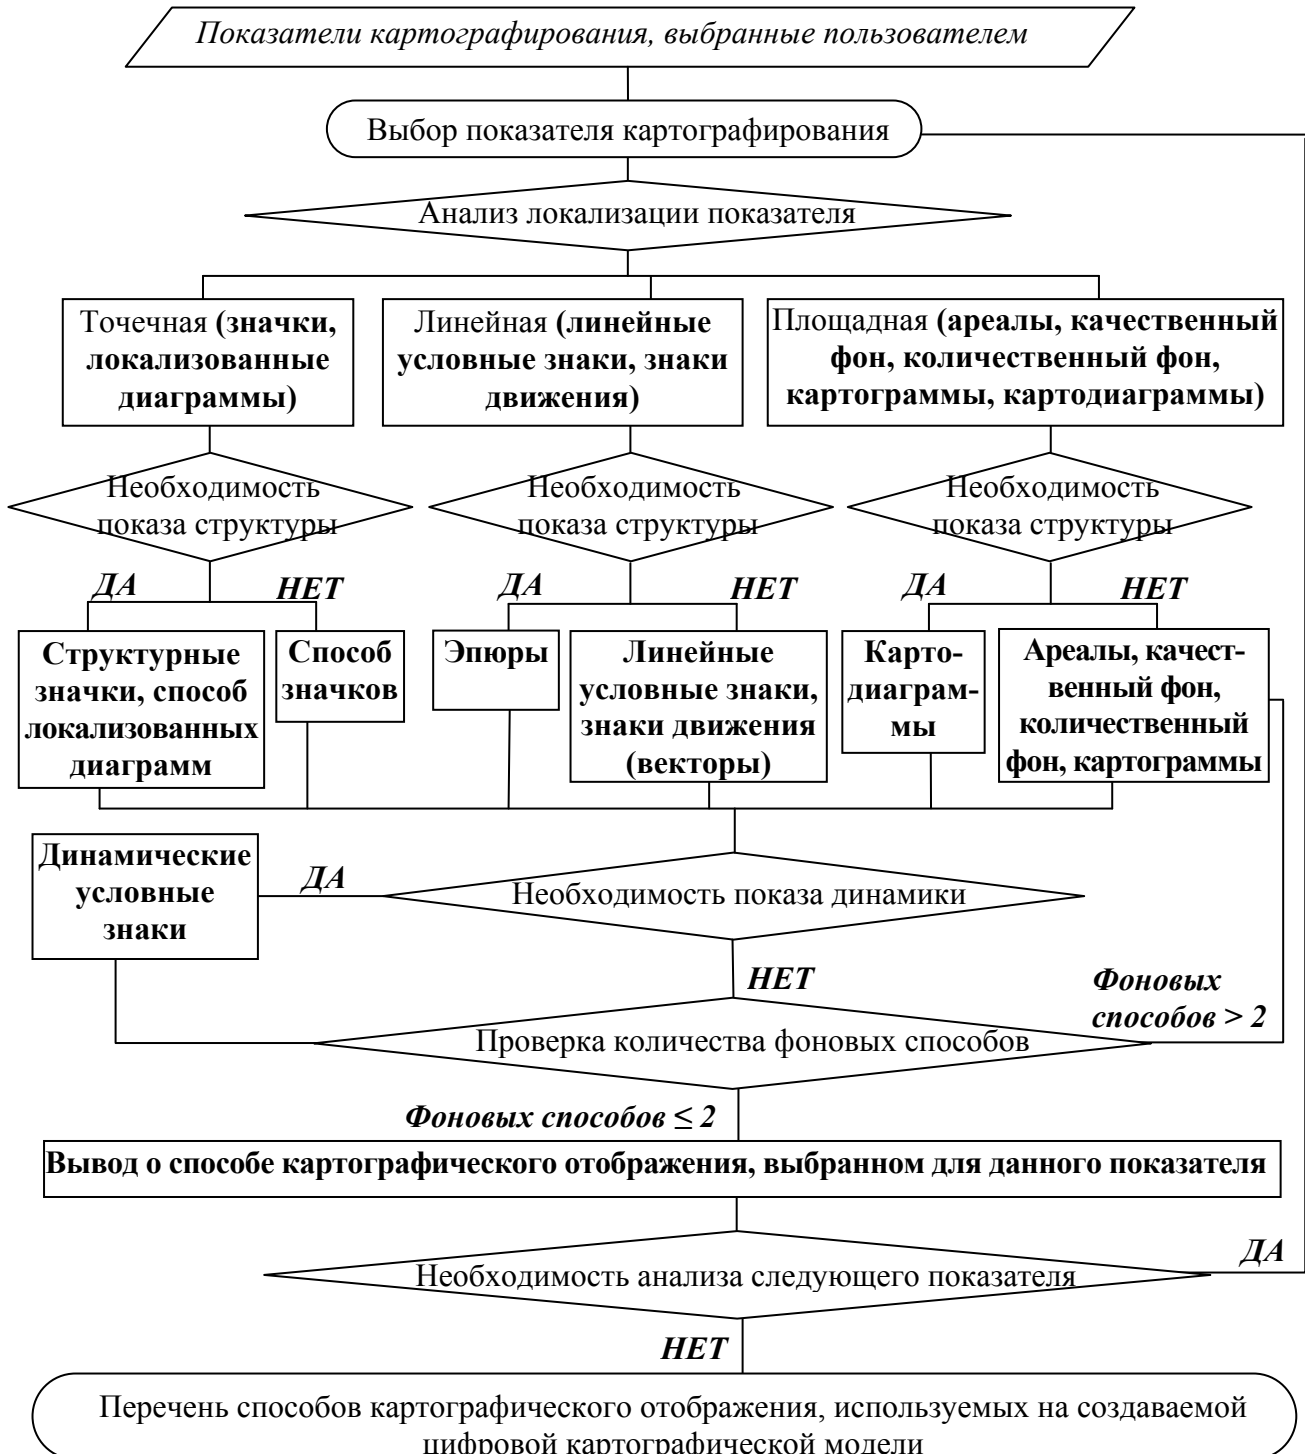 Показатели картографирования, выбранные пользователем
Выбор показателя картографирования
Анализ локализации показателя
Точечная (значки,
локализованные
диаграммы)
Линейная (линейные
условные знаки, знаки
движения)
Площадная (ареалы, качественный
фон, количественный фон,
картограммы, картодиаграммы)
Необходимость
показа структуры
Необходимость
показа структуры
Необходимость
показа структуры
ДА
НЕТ
ДА
НЕТ
ДА
НЕТ
Структурные
значки, способ
локализованных
диаграмм
Способ
значков
Эпюры
Линейные
условные знаки,
знаки движения
(векторы)
Карто-
диаграм-
мы
Ареалы, качест-
венный фон,
количественный
фон, картограммы
Динамические
условные
знаки
ДА
Необходимость показа динамики
НЕТ
Фоновых
способов > 2
Проверка количества фоновых способов
Фоновых способов ≤ 2
Вывод о способе картографического отображения, выбранном для данного показателя
ДА
Необходимость анализа следующего показателя
НЕТ
Перечень способов картографического отображения, используемых на создаваемой
цифровой картографической модели